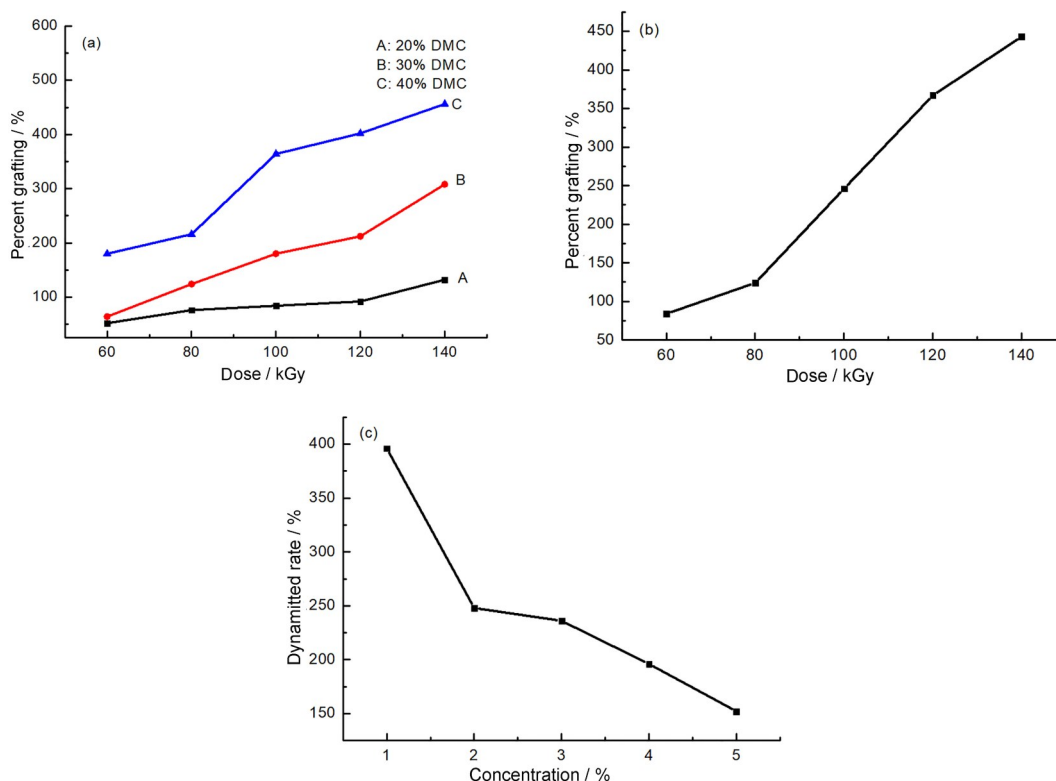 (a)
A: 20% DMC
B: 30% DMC
C: 40% DMC
600
500
400
300
200
100
Percent grafting / %
C
B
A
60 80 100 120 140
Dose / kGy
(b)
450
400
350
300
250
200
150
100
50
Percent grafting / %
60 80 100 120 140
Dose / kGy
(c)
400
350
300
250
200
150
Dynamitted rate / %
1 2 3 4 5
Concentration / %